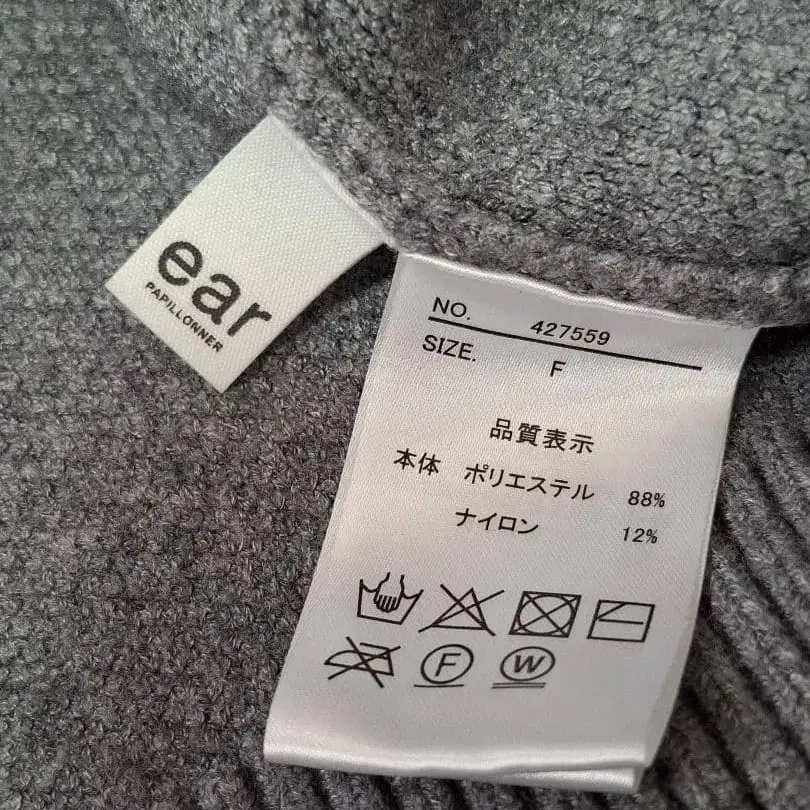 ear
PAPILLONNER
NO. 427559
SIZE. F
品質表示
本体 ポリエステル 88%
ナイロン 12%
F W